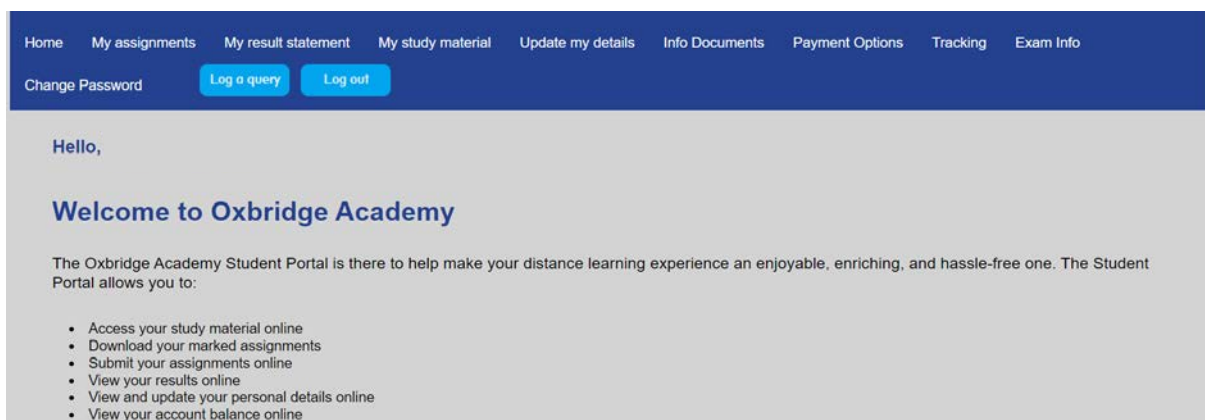 Home My assignments My result statement My study material Update my details Info Documents Payment Options Tracking Exam Info
Change Password Log a query Log out
Hello,
Welcome to Oxbridge Academy
The Oxbridge Academy Student Portal is there to help make your distance learning experience an enjoyable, enriching, and hassle-free one. The Student
Portal allows you to:
• Access your study material online
• Download your marked assignments
• Submit your assignments online
• View your results online
• View and update your personal details online
• View your account balance online